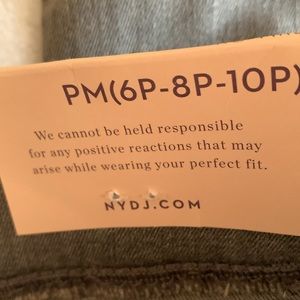 PM(6P-8P-10P)
We cannot be held responsible
for any positive reactions that may
arise while wearing your perfect fit.
NYDJ.COM